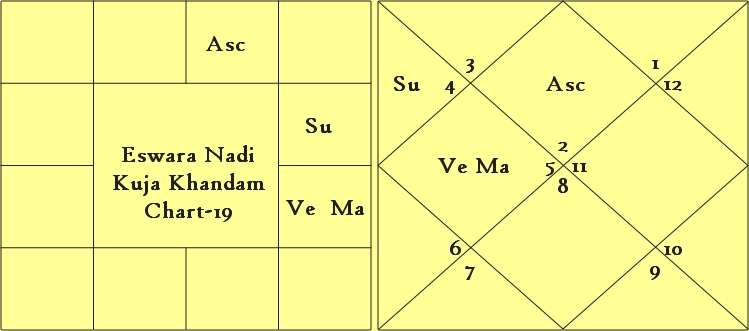 Asc
Su
Eswara Nadi
Kuja Khandam
Chart-19
Ve Ma
3
1
Su
4
Asc
12
2
Ve Ma
5
11
8
6
10
7
9